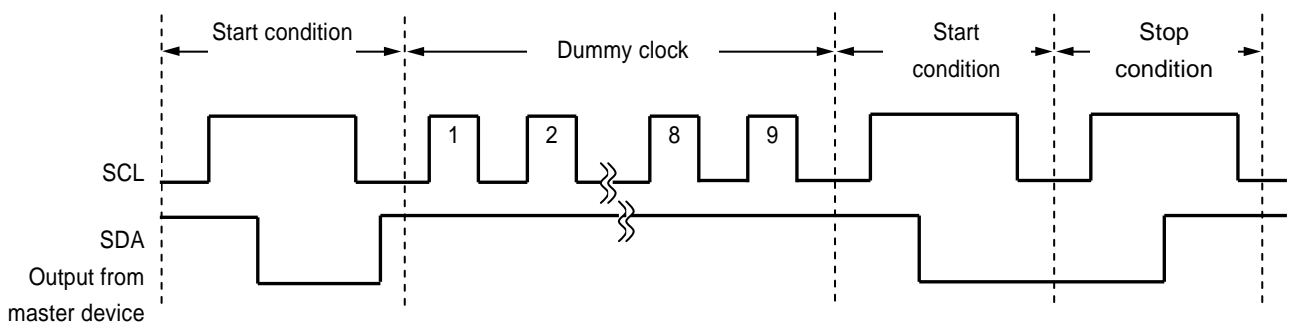 Start condition
Dummy clock
Start
condition
Stop
condition
1
2
8
9
SCL
SDA
Output from
master device